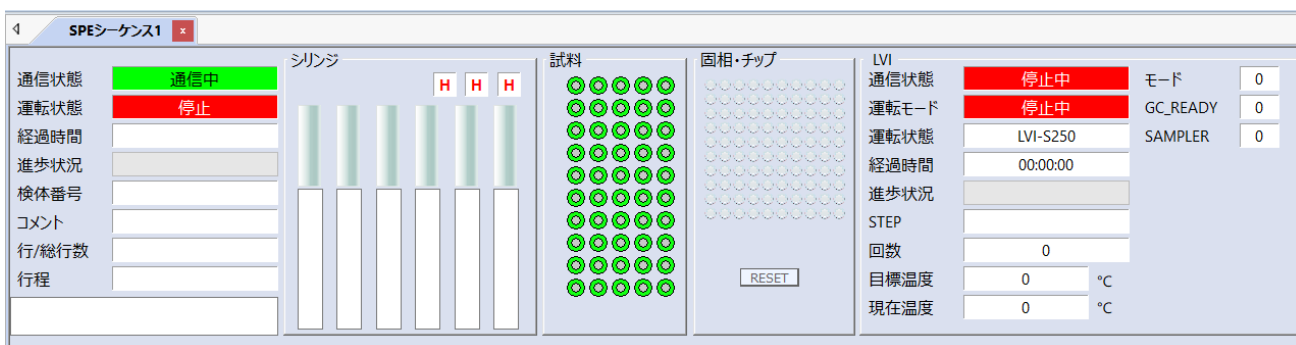 SPEシーケンス1 x
通信状態 通信中
運転状態 停止
経過時間
進歩状況
検体番号
コメント
行/総行数
行程
シリンジ
H H H
試料
固相・チップ
RESET
LVI
通信状態 停止中 モード 0
運転モード 停止中 GC_READY 0
運転状態 LVI-S250 SAMPLER 0
経過時間 00:00:00
進歩状況
STEP
回数 0
目標温度 0 °C
現在温度 0 °C